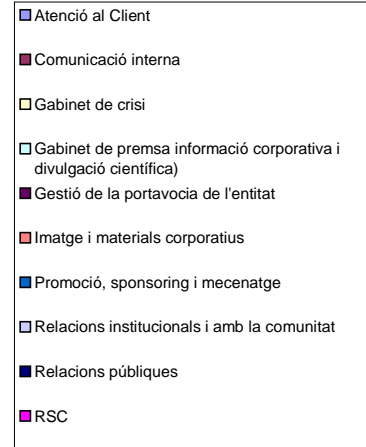 Atenció al Client
Comunicació interna
Gabinet de crisi
Gabinet de premsa informació corporativa i
divulgació científica)
Gestió de la portavocia de l'entitat
Imatge i materials corporatius
Promoció, sponsoring i mecenatge
Relacions institucionals i amb la comunitat
Relacions públiques
RSC